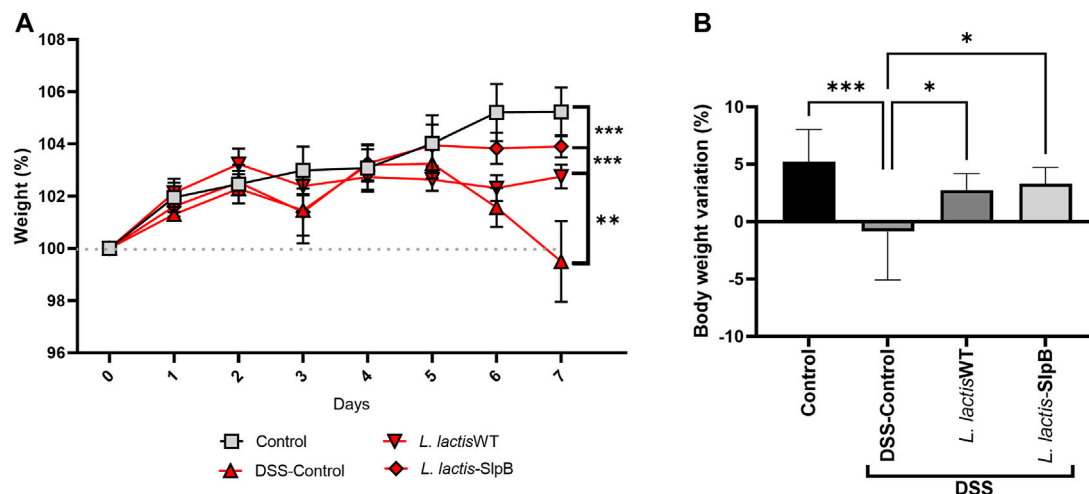 A
Weight (%)
108
106
104
102
100
98
96
***
***
**
0 1 2 3 4 5 6 7
Days
Control
L. lactisWT
DSS-Control
L. lactis-SlpB
B
Body weight variation (%)
*
*** *
10
5
0
-5
-10
Control
DSS-Control
L. lactisWT
L. lactis-SlpB
DSS